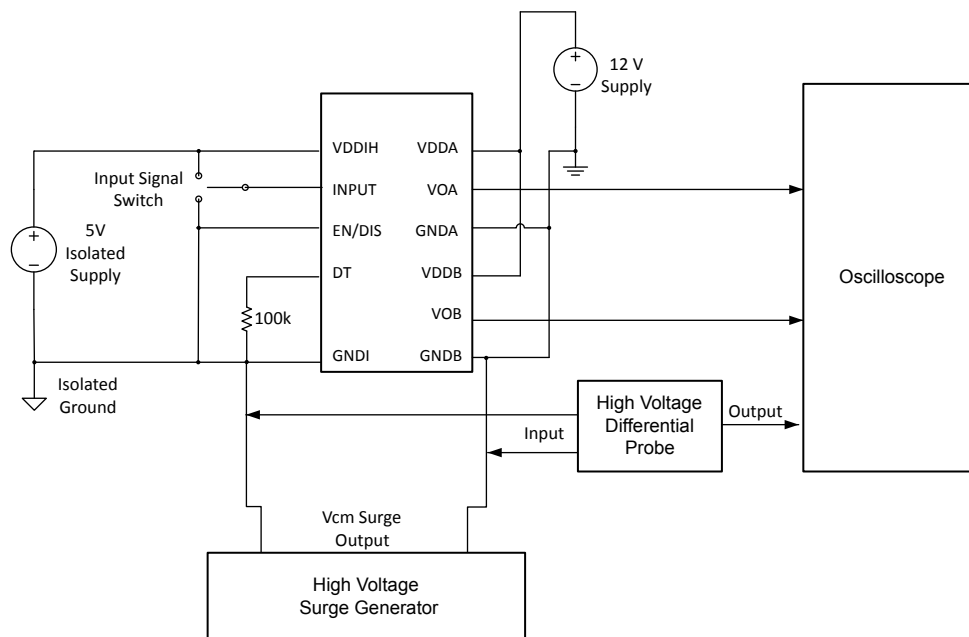 12 V
Supply
VDDIH
VDDA
Input Signal
Switch
INPUT
VOA
5V
Isolated
Supply
EN/DIS
GNDA
DT
VDDB
Oscilloscope
100k
VOB
GNDI
GNDB
Isolated
Ground
High Voltage
Differential
Probe
Output
Input
Vcm Surge
Output
High Voltage
Surge Generator